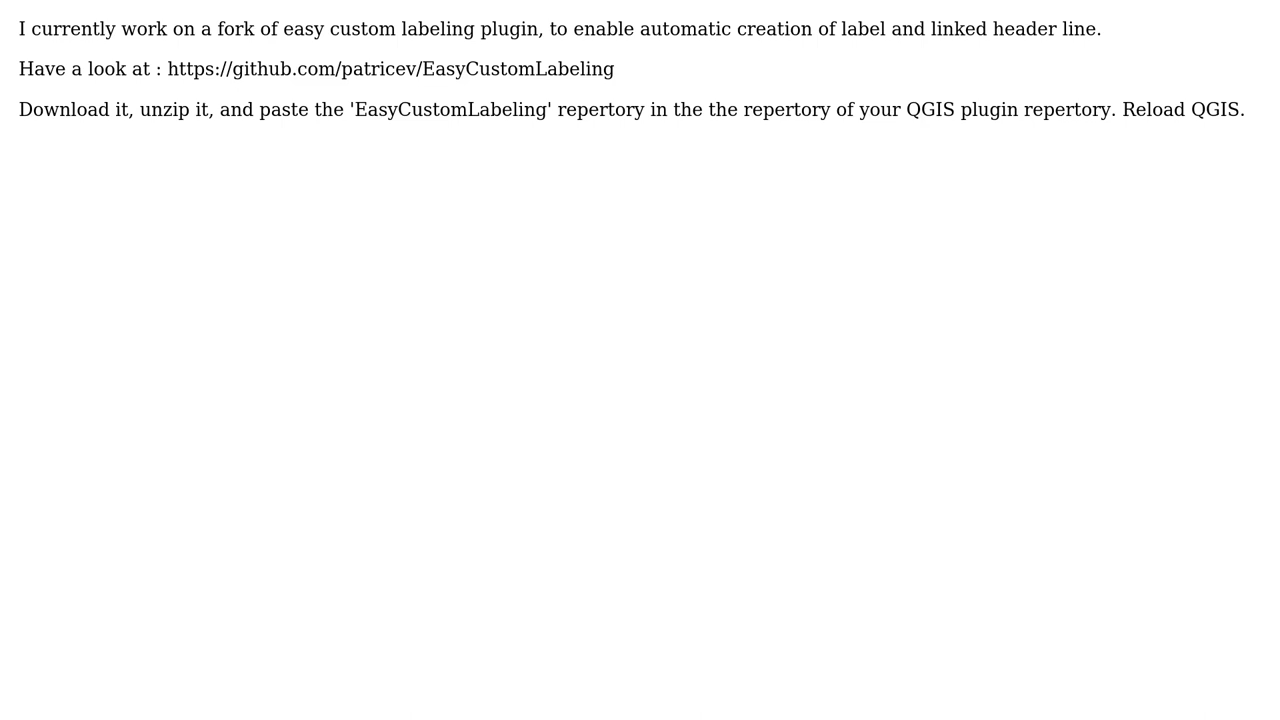 I currently work on a fork of easy custom labeling plugin, to enable automatic creation of label and linked header line.
Have a look at : https://github.com/patricev/EasyCustomLabeling
Download it, unzip it, and paste the 'EasyCustomLabeling' repertory in the the repertory of your QGIS plugin repertory. Reload QGIS.